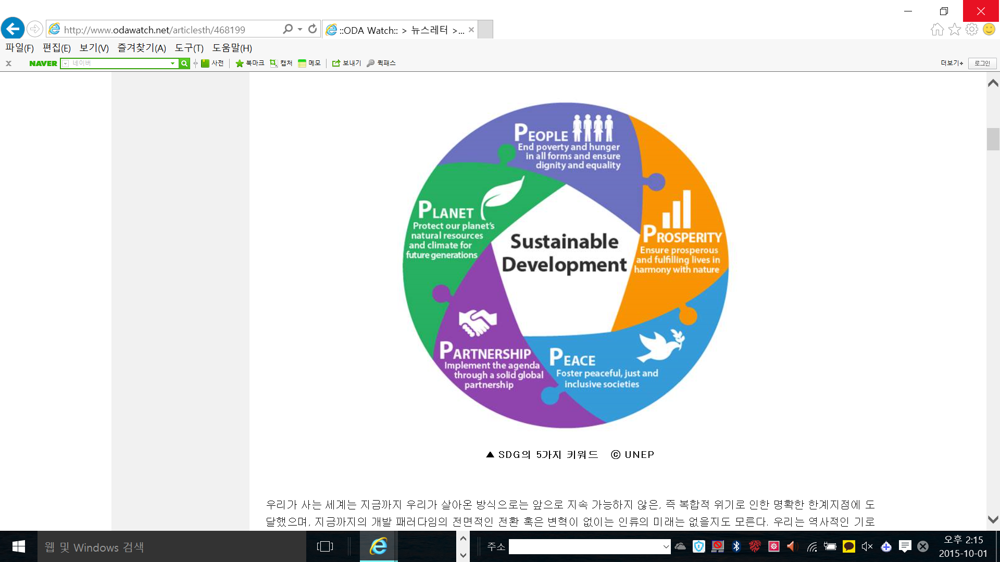 http://www.odawatch.net/articlesth/468199
::ODA Watch:: > 뉴스레터 >...
파일(F) 편집(E) 보기(V) 즐겨찾기(A) 도구(T) 도움말(H)
x NAVER 네이버 사전 북마크 캡처 메모 보내기 퀵패스 더보기+ 로그인
PEOPLE
End poverty and hunger
in all forms and ensure
dignity and equality
PLANET
Protect our planet's
natural resources
and climate for
future generations
Sustainable
Development
PROSPERITY
Ensure prosperous
and fulfilling lives in
harmony with nature
PARTNERSHIP
Implement the agenda
through a solid global
partnership
PEACE
Foster peaceful, just and
inclusive societies
▲ SDG의 5가지 키워드 ⓒ UNEP
우리가 사는 세계는 지금까지 우리가 살아온 방식으로는 앞으로 지속 가능하지 않은, 즉 복합적 위기로 인한 명확한 한계지점에 도
달했으며, 지금까지의 개발 패러다임의 전면적인 전환 혹은 변혁이 없이는 인류의 미래는 없을지도 모른다. 우리는 역사적인 기로
웹 및 Windows 검색
주소
오후 2:15
2015-10-01